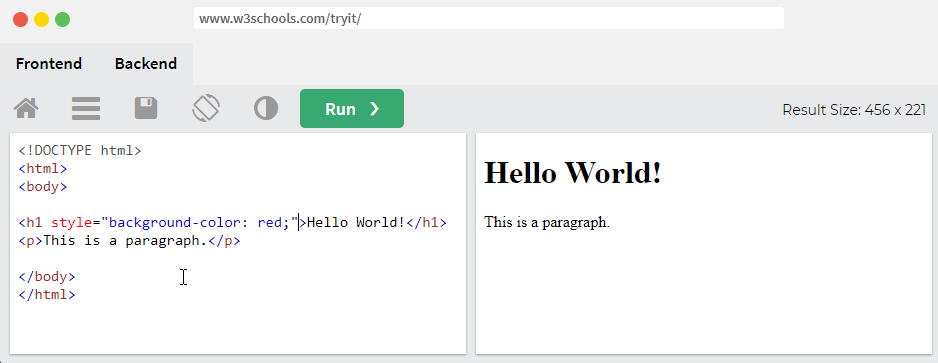 www.w3schools.com/tryit/
Frontend Backend
Run ❯
Result Size: 456 x 221
<!DOCTYPE html>
<html>
<body>
<h1 style="background-color: red;">Hello World!</h1>
<p>This is a paragraph.</p>
</body>
</html>
Hello World!
This is a paragraph.